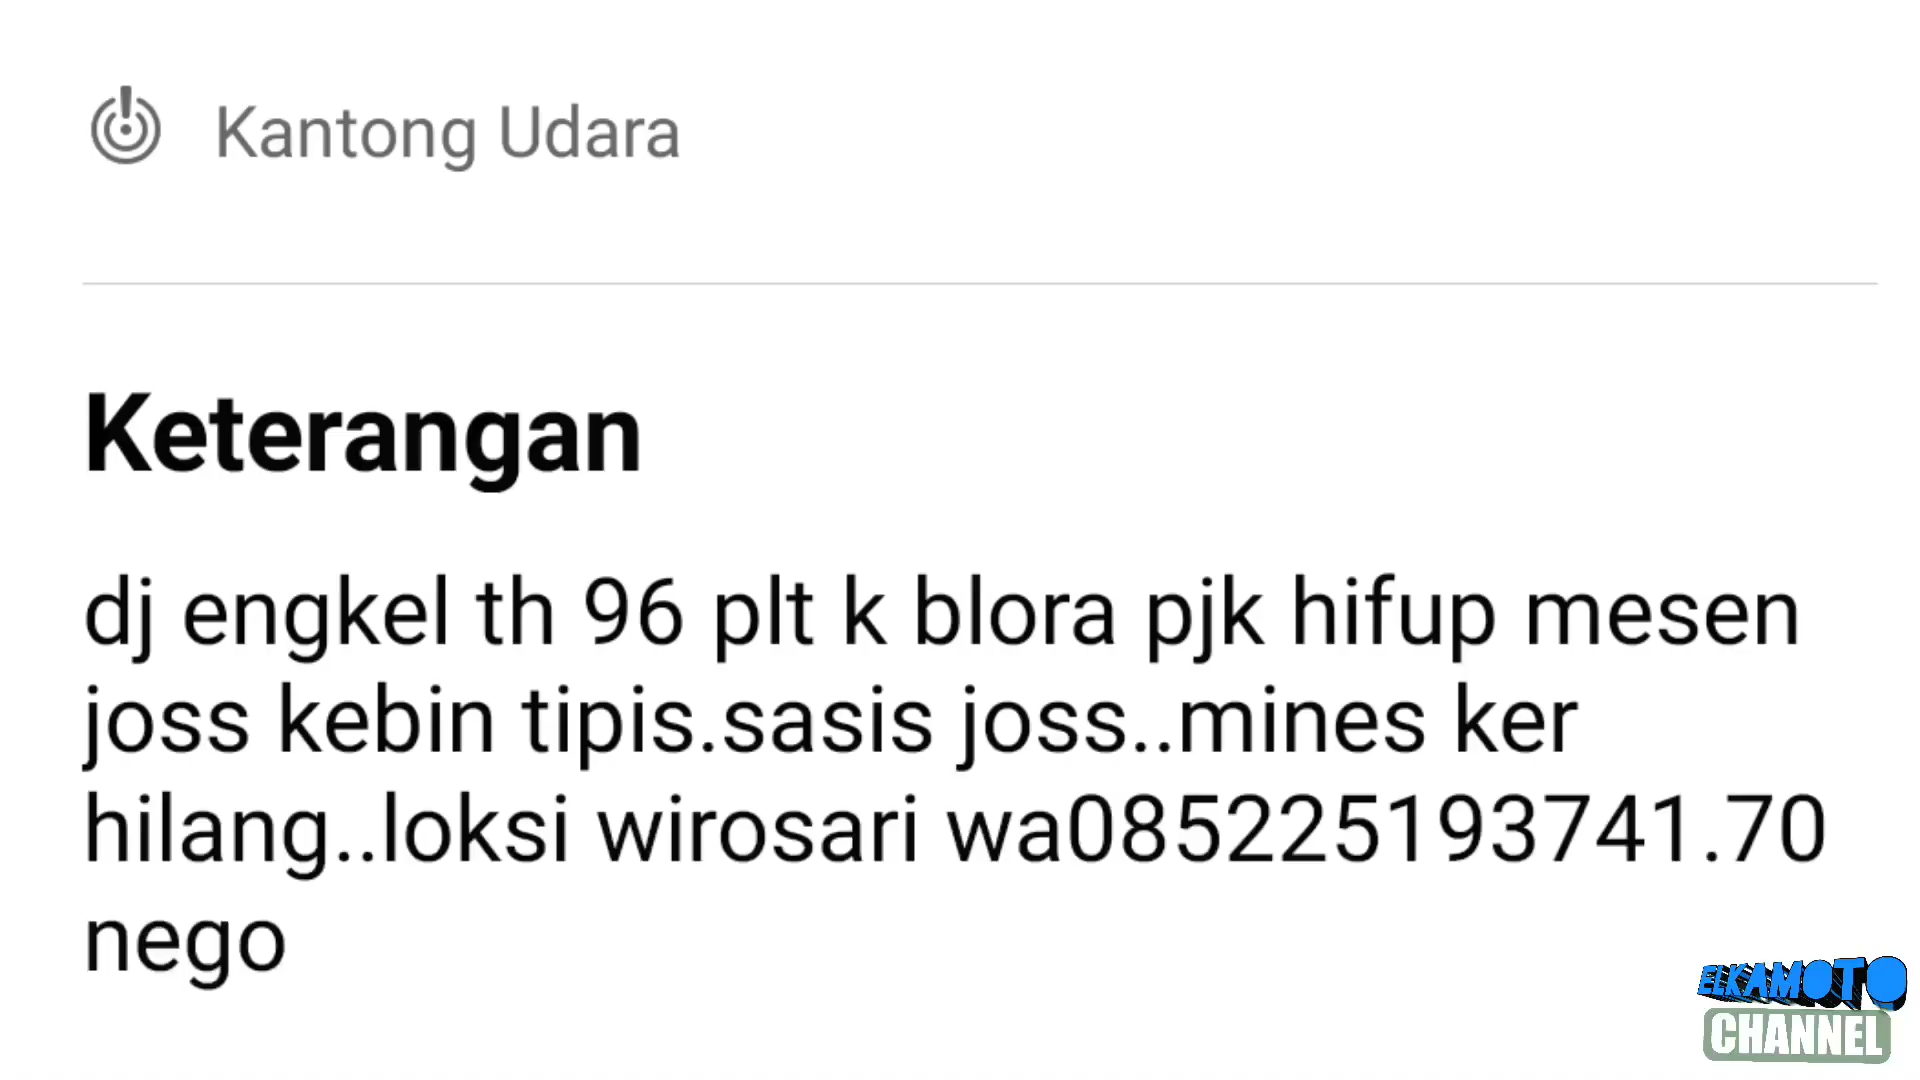 Kantong Udara
Keterangan
dj engkel th 96 plt k blora pjk hifup mesen
joss kebin tipis.sasis joss..mines ker
hilang..loksi wirosari wa085225193741.70
nego
ELKAMOTO
CHANNEL